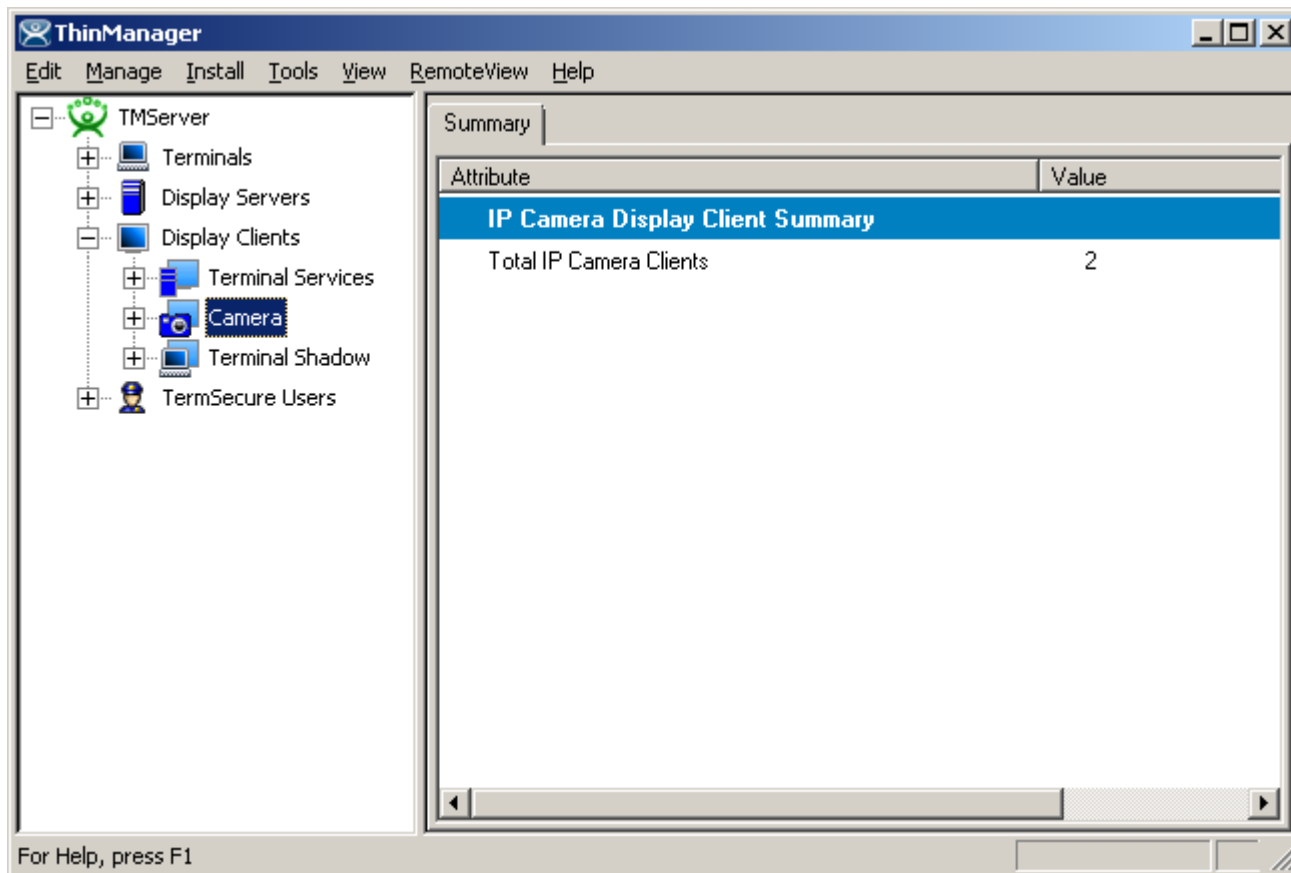 ThinManager
Edit Manage Install Tools View RemoteView Help
TMServer
Terminals
Display Servers
Display Clients
Terminal Services
Camera
Terminal Shadow
TermSecure Users
Summary
Attribute Value
IP Camera Display Client Summary
Total IP Camera Clients 2
For Help, press F1